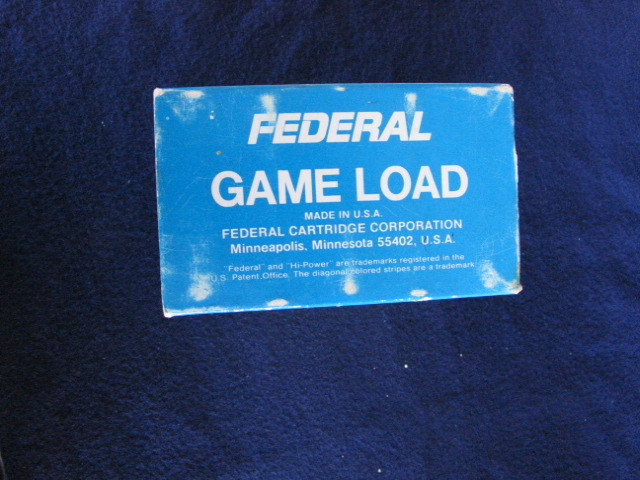 FEDERAL
GAME LOAD
MADE IN U.S.A.
FEDERAL CARTRIDGE CORPORATION
Minneapolis, Minnesota 55402, U.S.A.
"Federal" and "Hi-Power" are trademarks registered in the
U.S. Patent Office. The diagonal colored stripes are a trademark